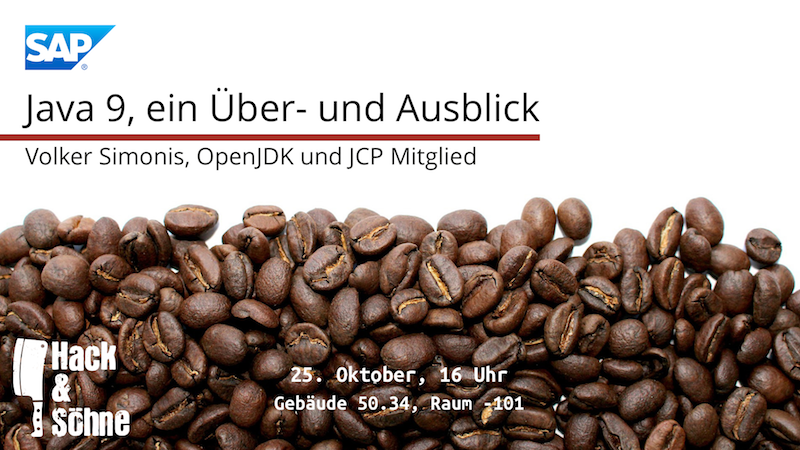 SAP®
Java 9, ein Über- und Ausblick
Volker Simonis, OpenJDK und JCP Mitglied
Hack
&
Söhne
25. Oktober, 16 Uhr
Gebäude 50.34, Raum -101